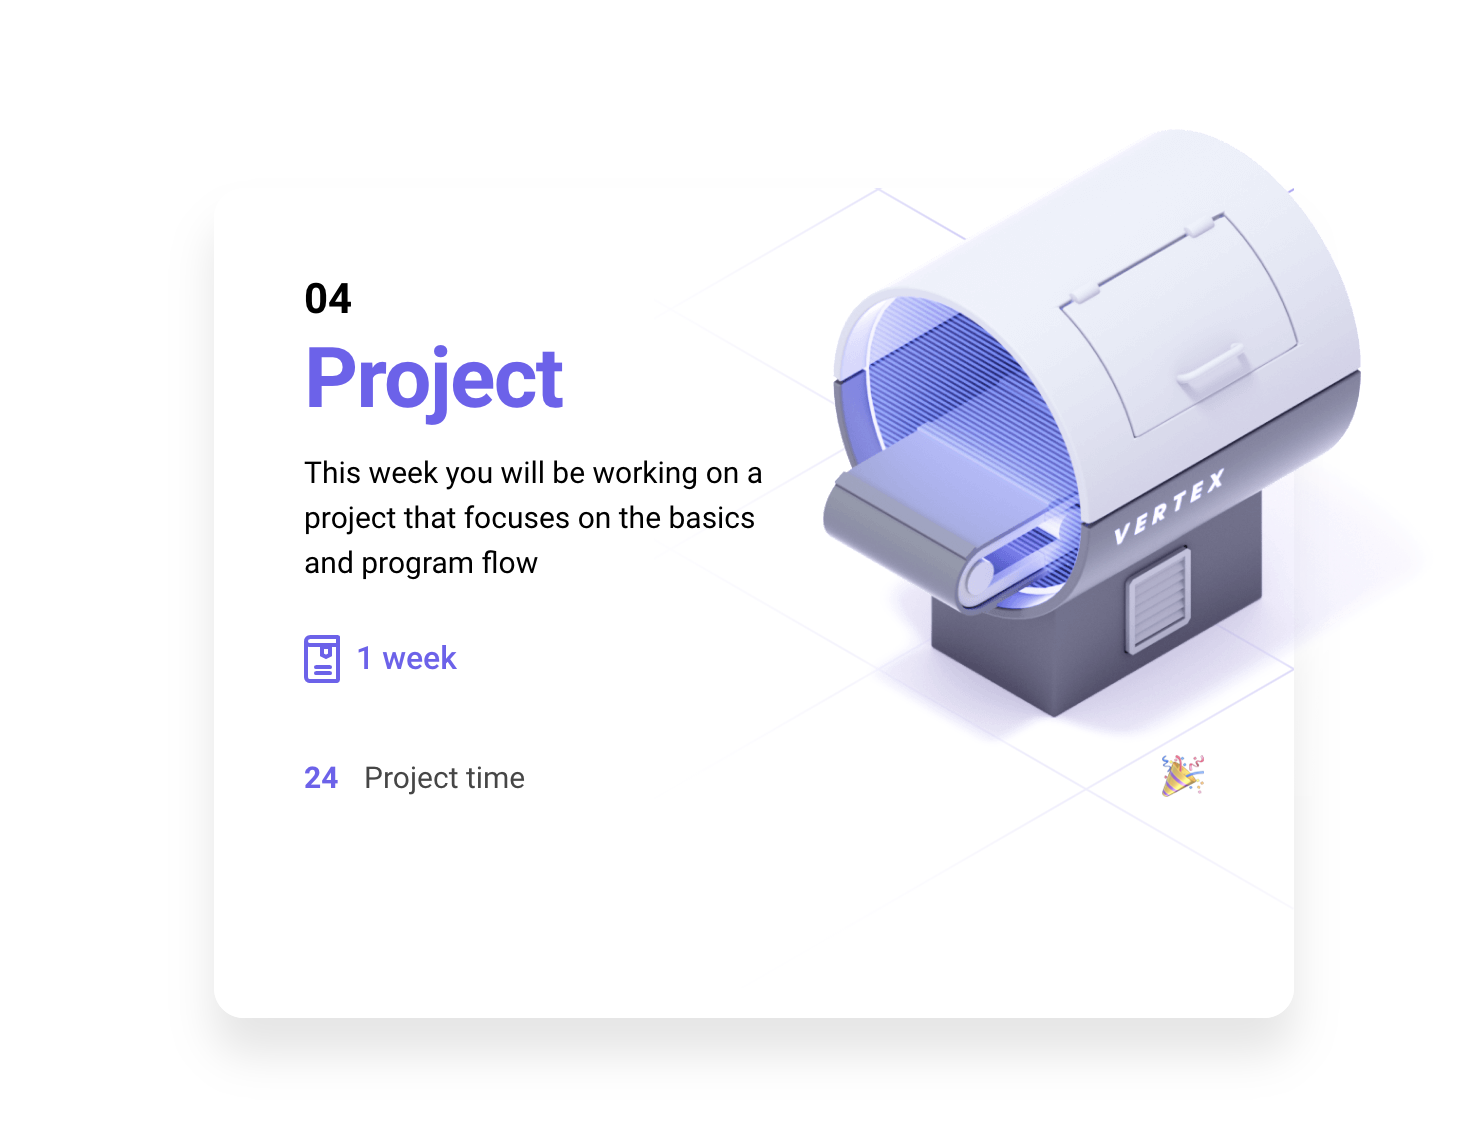 04
Project
This week you will be working on a
project that focuses on the basics
and program flow
1 week
24 Project time
VERTEX